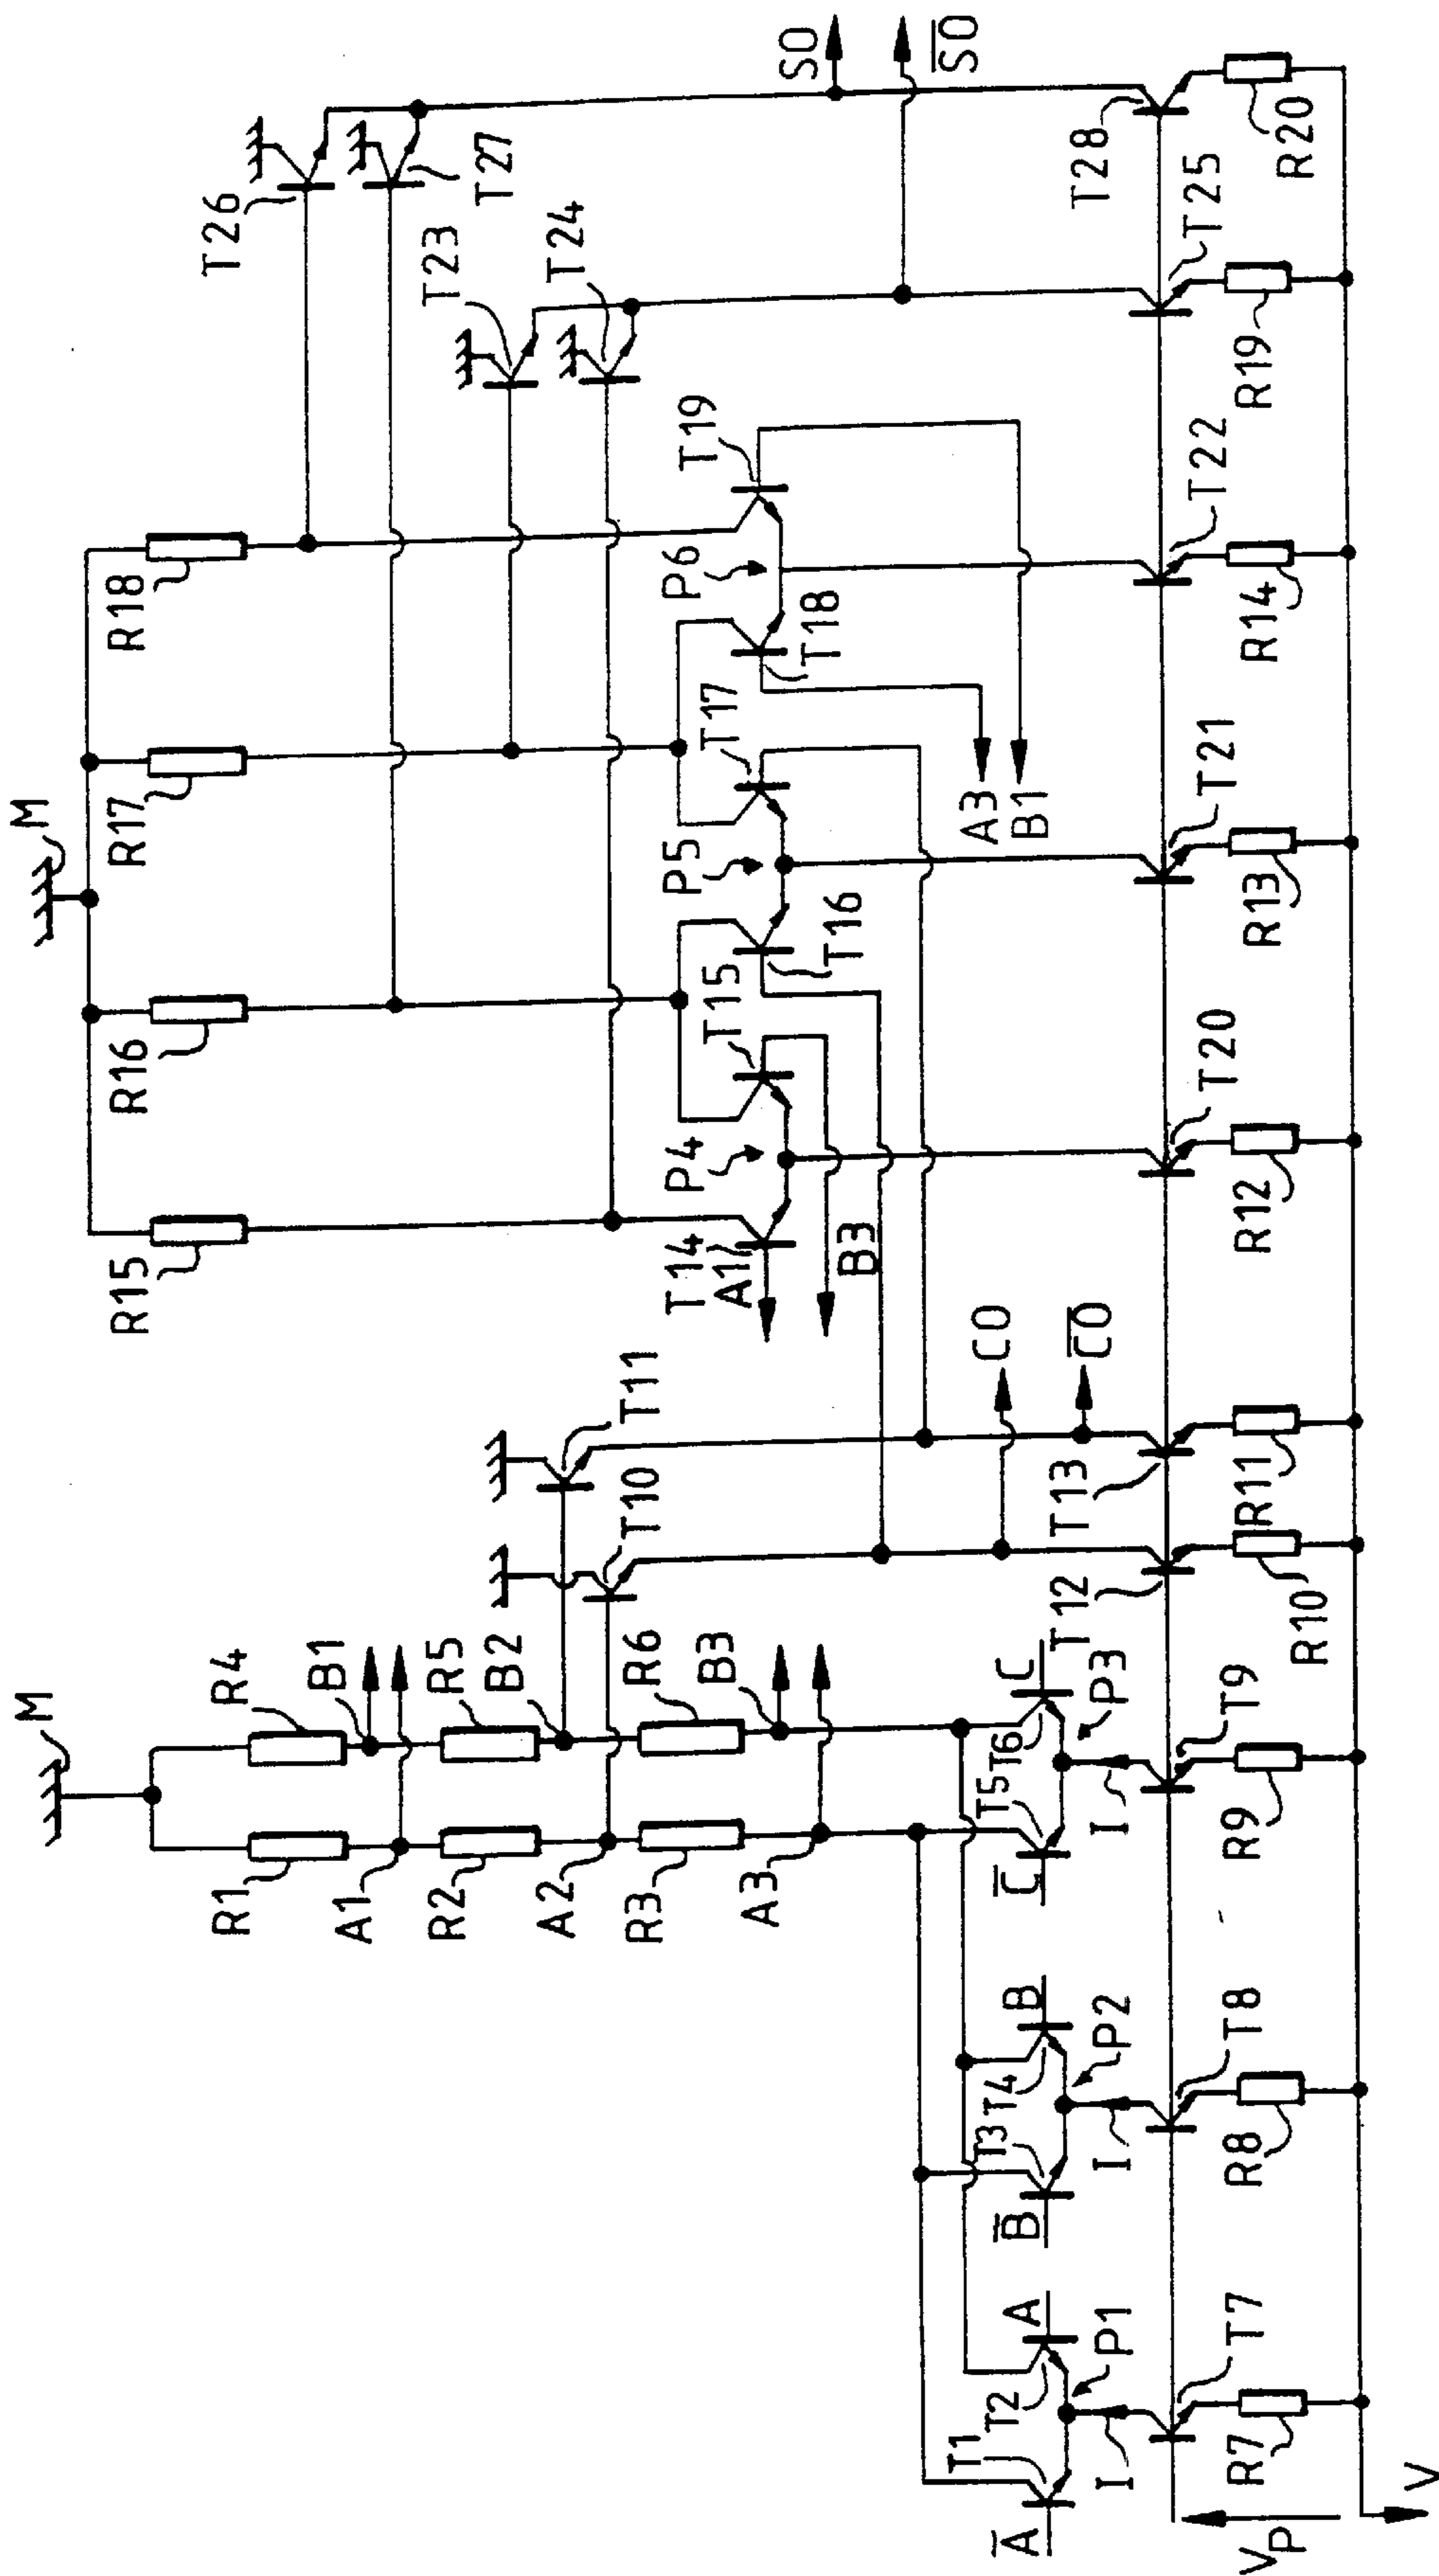 M
M
R1
R4
A1
B1
R2
R5
A2
B2
R3
R6
A3
B3
T10
T11
R15
R16
R17
R18
T26
T27
T23
T24
T14
A1
P4
T15
B3
T16
P5
T17
T18
P6
T19
A3
B1
SO
S̅O̅
CO
C̅O̅
A̅
T1
T2
A
P1
I
B̅
T3
T4
B
P2
I
C̅
T5
T6
C
P3
I
VP
T7
T8
T9
T12
T13
T20
T21
T22
T25
T28
R7
R8
R9
R10
R11
R12
R13
R14
R19
R20
V